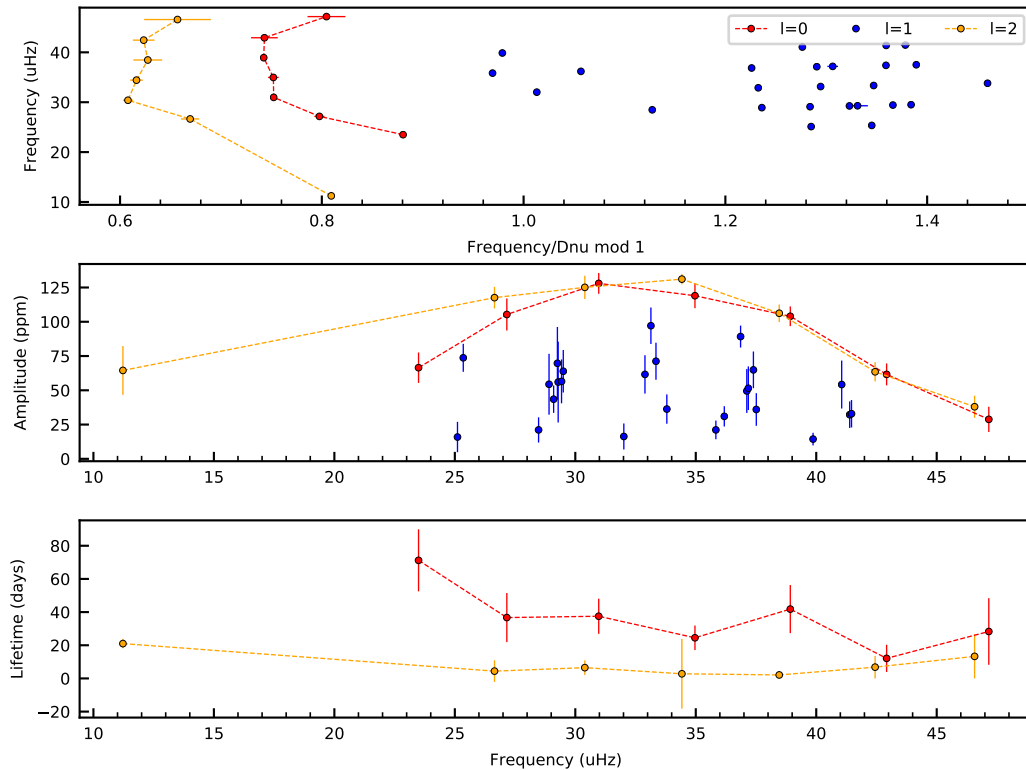 l=0 l=1 l=2
40
30
20
10
Frequency (uHz)
0.6 0.8 1.0 1.2 1.4
Frequency/Dnu mod 1
125
100
75
50
25
0
Amplitude (ppm)
10 15 20 25 30 35 40 45
80
60
40
20
0
−20
Lifetime (days)
10 15 20 25 30 35 40 45
Frequency (uHz)